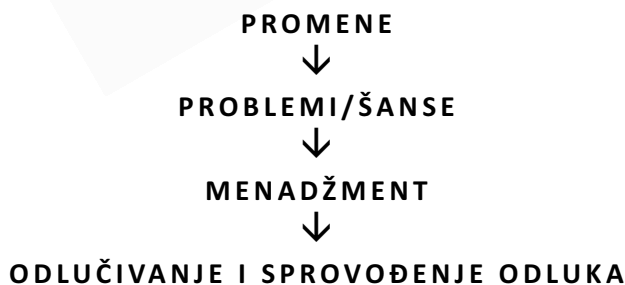 PROMENE
↓
PROBLEMI/ŠANSE
↓
MENADŽMENT
↓
ODLUČIVANJE I SPROVOĐENJE ODLUKA